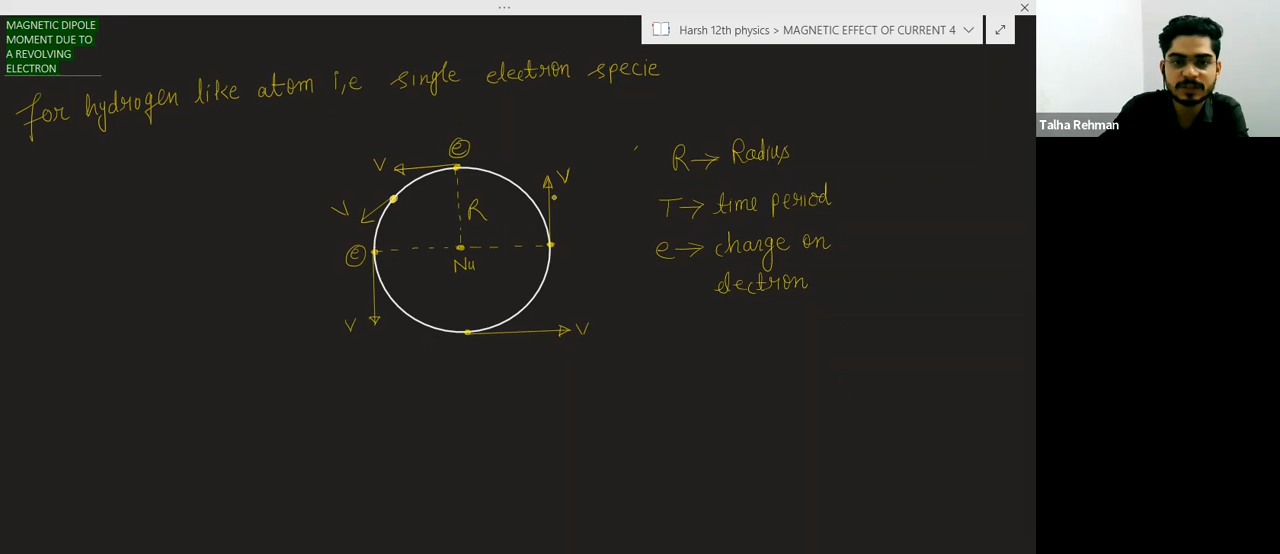 MAGNETIC DIPOLE
MOMENT DUE TO
A REVOLVING
ELECTRON
Harsh 12th physics > MAGNETIC EFFECT OF CURRENT 4
for hydrogen like atom i,e single electron specie
Talha Rehman
e
V
V
V
R
e
Nu
V
V
R → Radius
T → time period
e → charge on
electron